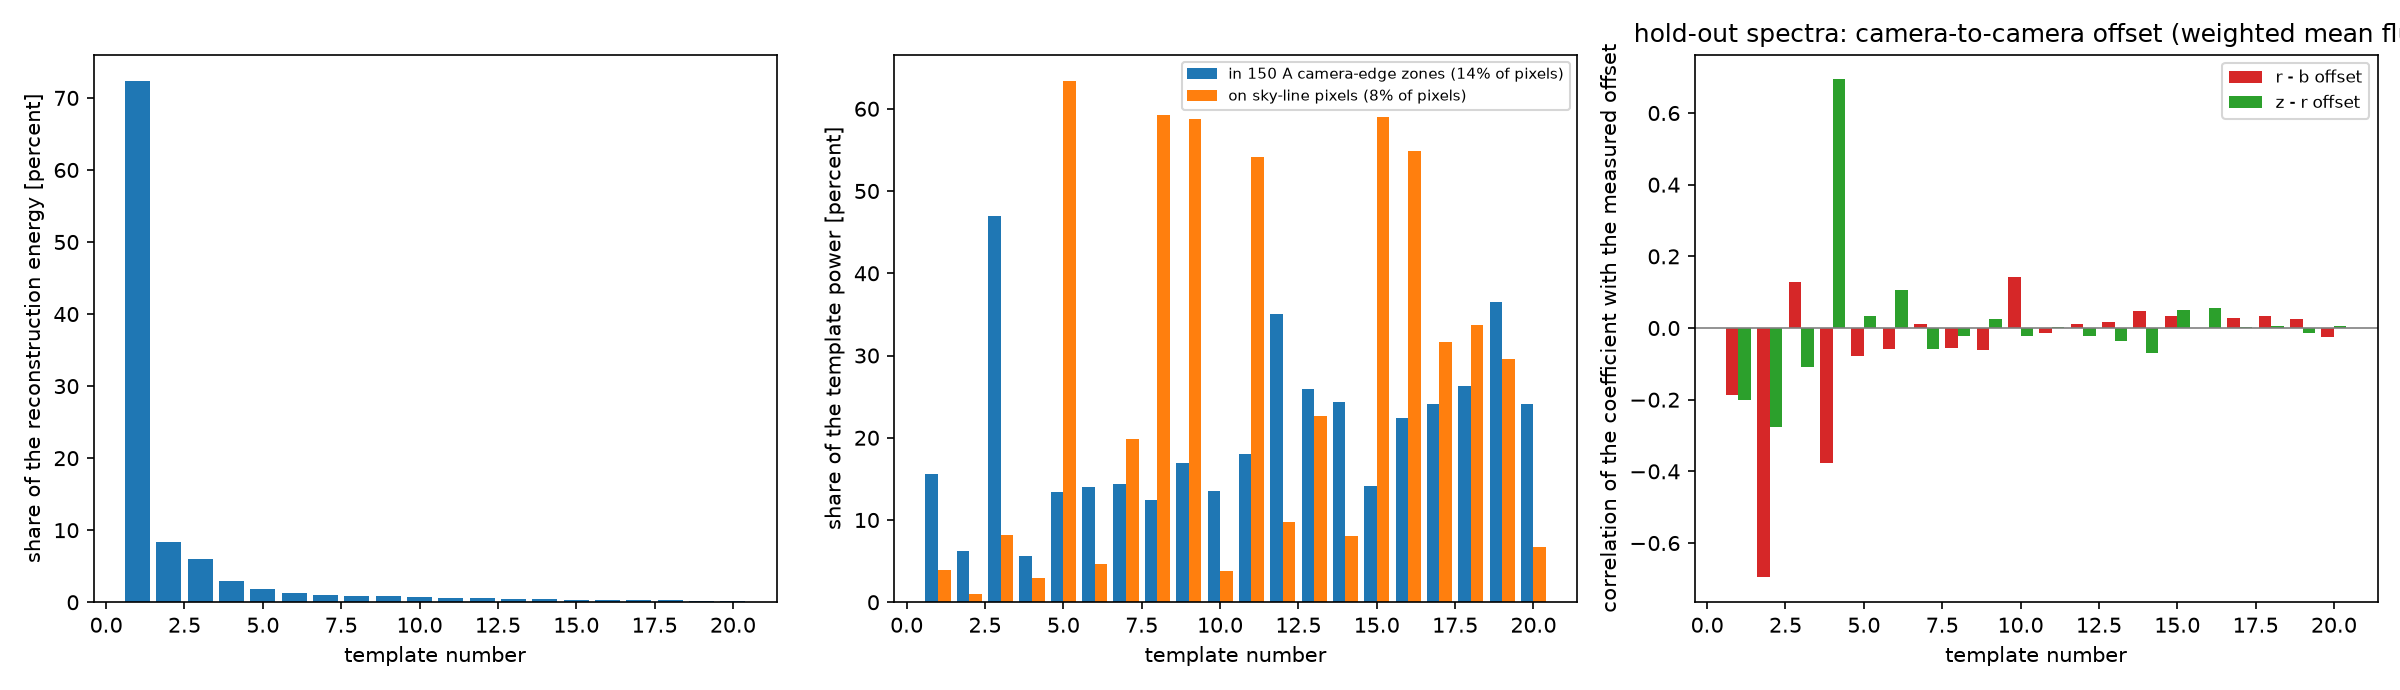 share of the reconstruction energy [percent]
70
60
50
40
30
20
10
0
0.0 2.5 5.0 7.5 10.0 12.5 15.0 17.5 20.0
template number
share of the template power [percent]
in 150 A camera-edge zones (14% of pixels)
on sky-line pixels (8% of pixels)
60
50
40
30
20
10
0
0.0 2.5 5.0 7.5 10.0 12.5 15.0 17.5 20.0
template number
hold-out spectra: camera-to-camera offset (weighted mean flu
correlation of the coefficient with the measured offset
r - b offset
z - r offset
0.6
0.4
0.2
0.0
−0.2
−0.4
−0.6
0.0 2.5 5.0 7.5 10.0 12.5 15.0 17.5 20.0
template number